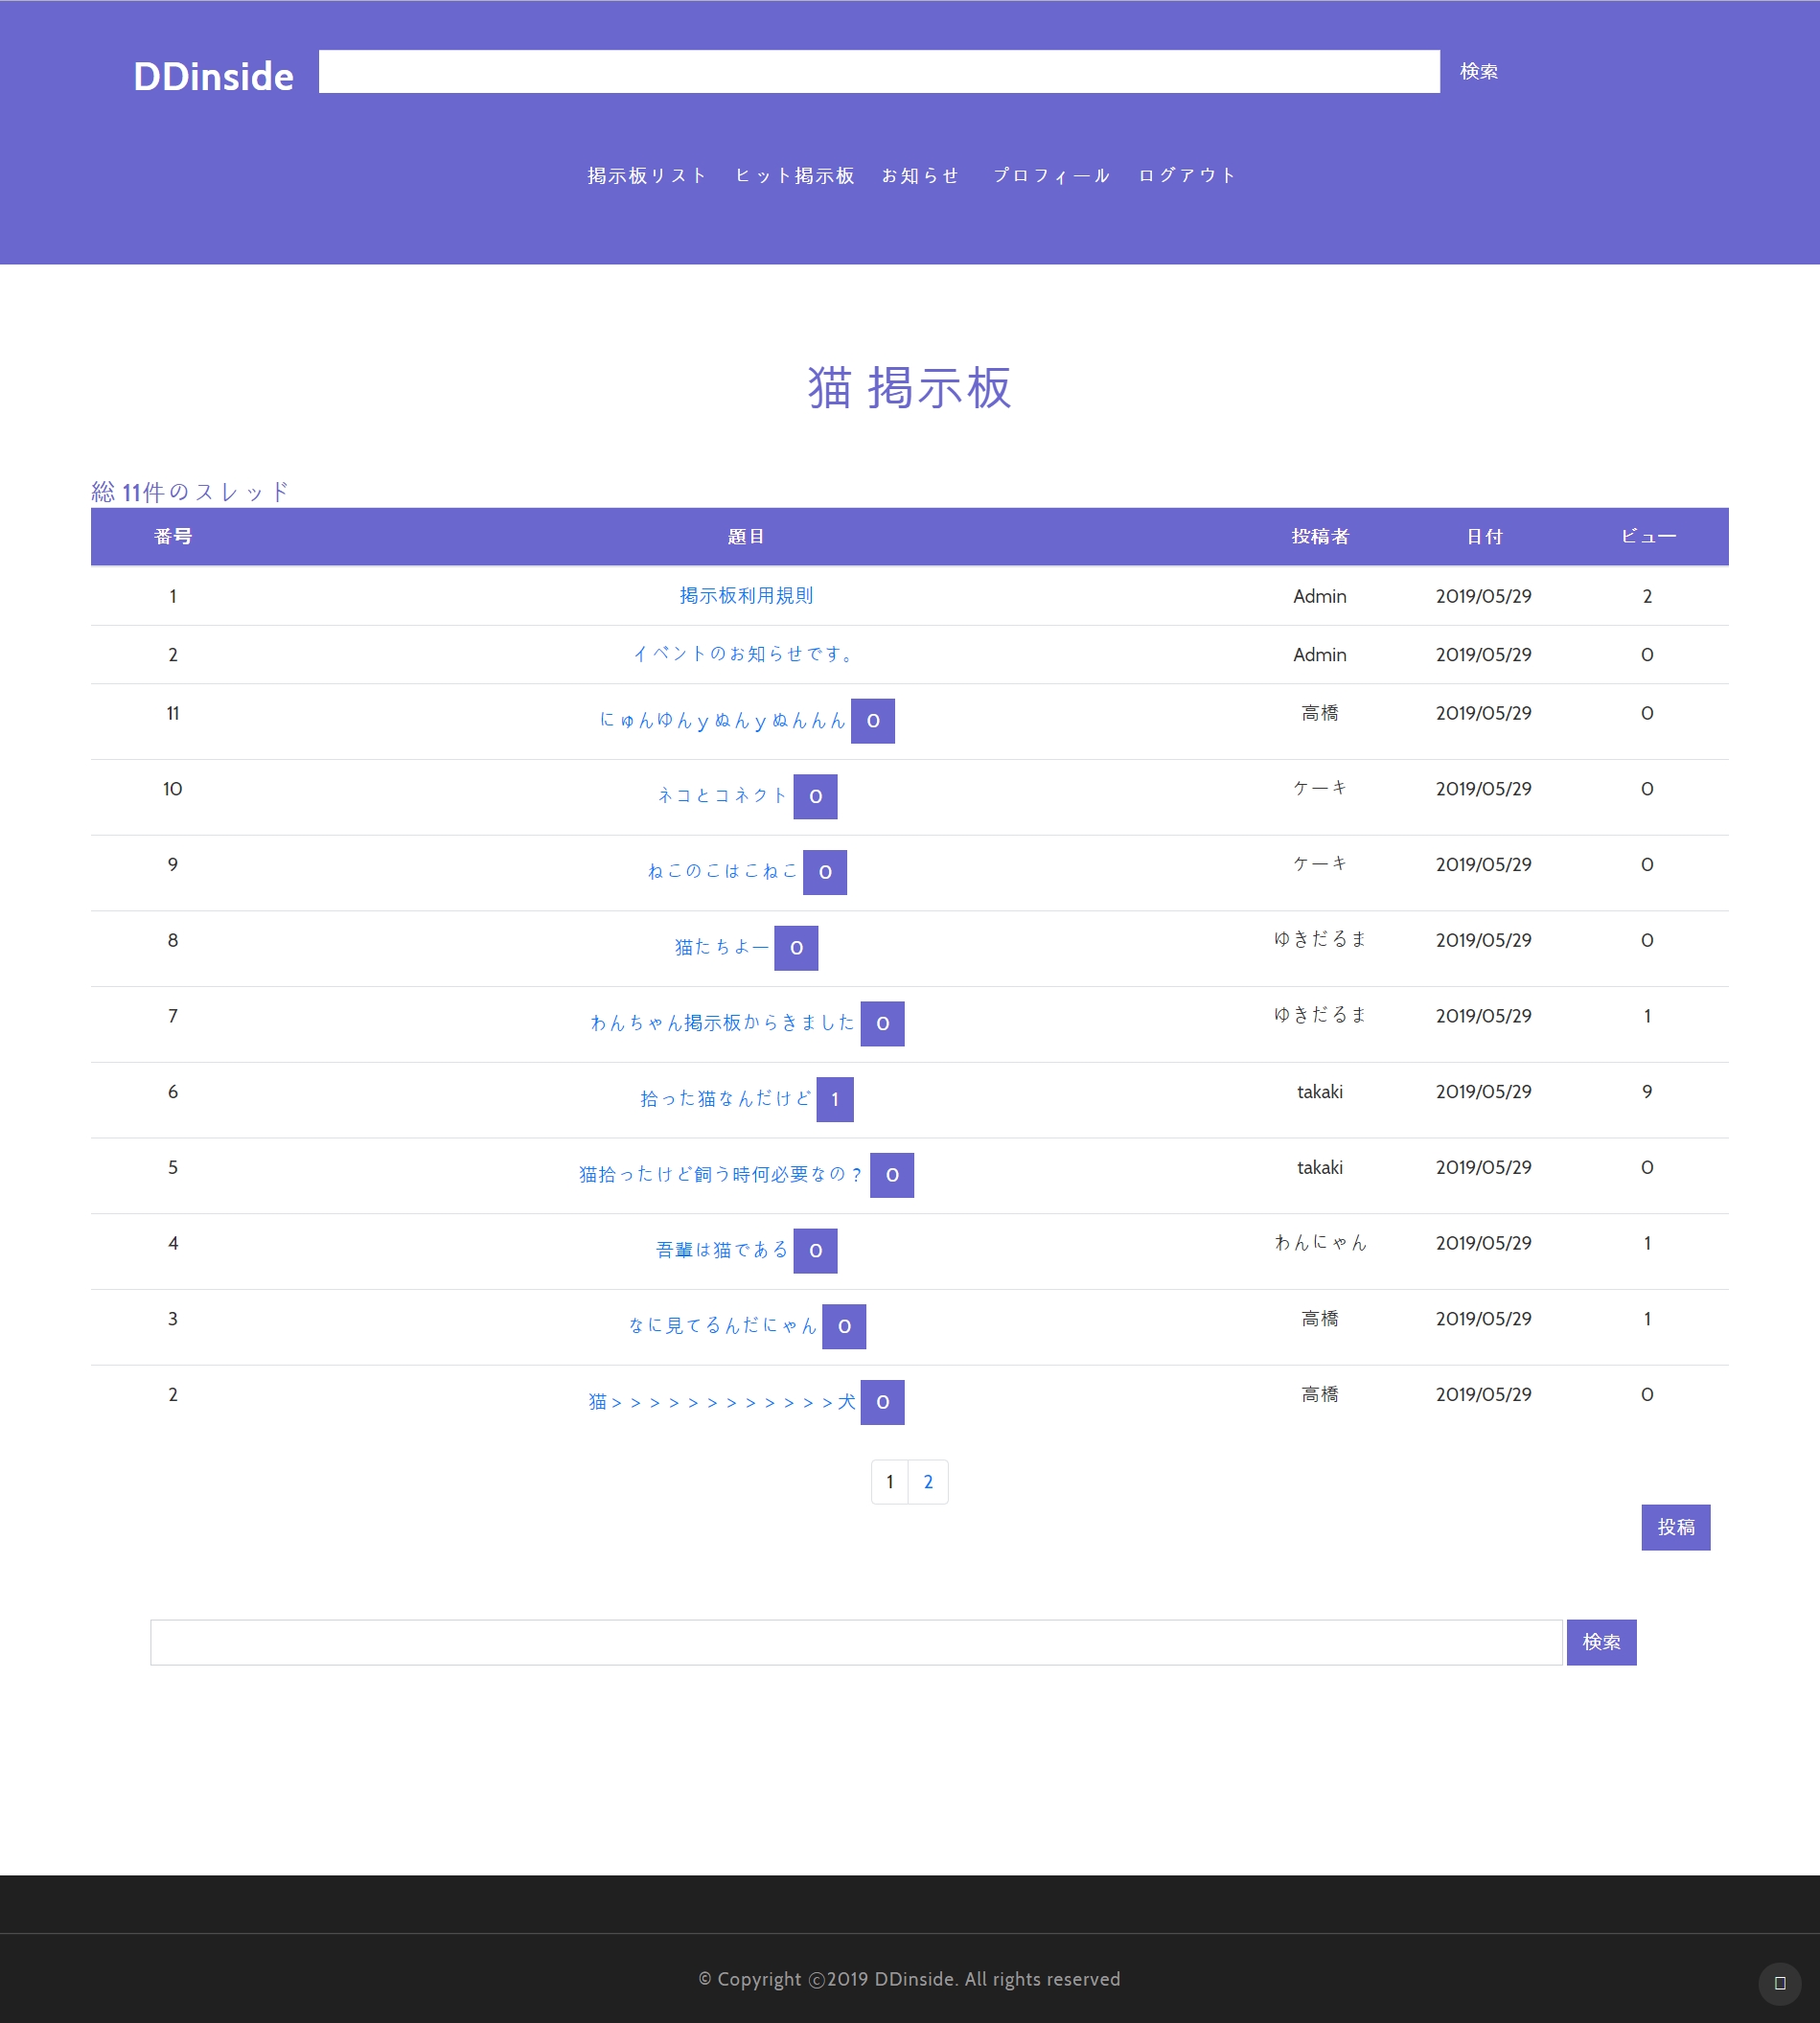 DDinside 検索
掲示板リスト ヒット掲示板 お知らせ プロフィール ログアウト
猫 掲示板
総 11件のスレッド
番号 題目 投稿者 日付 ビュー
1 掲示板利用規則 Admin 2019/05/29 2
2 イベントのお知らせです。 Admin 2019/05/29 0
11 にゅんゆんｙぬんｙぬんんん 0 高橋 2019/05/29 0
10 ネコとコネクト 0 ケーキ 2019/05/29 0
9 ねこのこはこねこ 0 ケーキ 2019/05/29 0
8 猫たちよー 0 ゆきだるま 2019/05/29 0
7 わんちゃん掲示板からきました 0 ゆきだるま 2019/05/29 1
6 拾った猫なんだけど 1 takaki 2019/05/29 9
5 猫拾ったけど飼う時何必要なの？ 0 takaki 2019/05/29 0
4 吾輩は猫である 0 わんにゃん 2019/05/29 1
3 なに見てるんだにゃん 0 高橋 2019/05/29 1
2 猫＞＞＞＞＞＞＞＞＞＞＞＞犬 0 高橋 2019/05/29 0
1 2
投稿
検索
© Copyright ⓒ2019 DDinside. All rights reserved